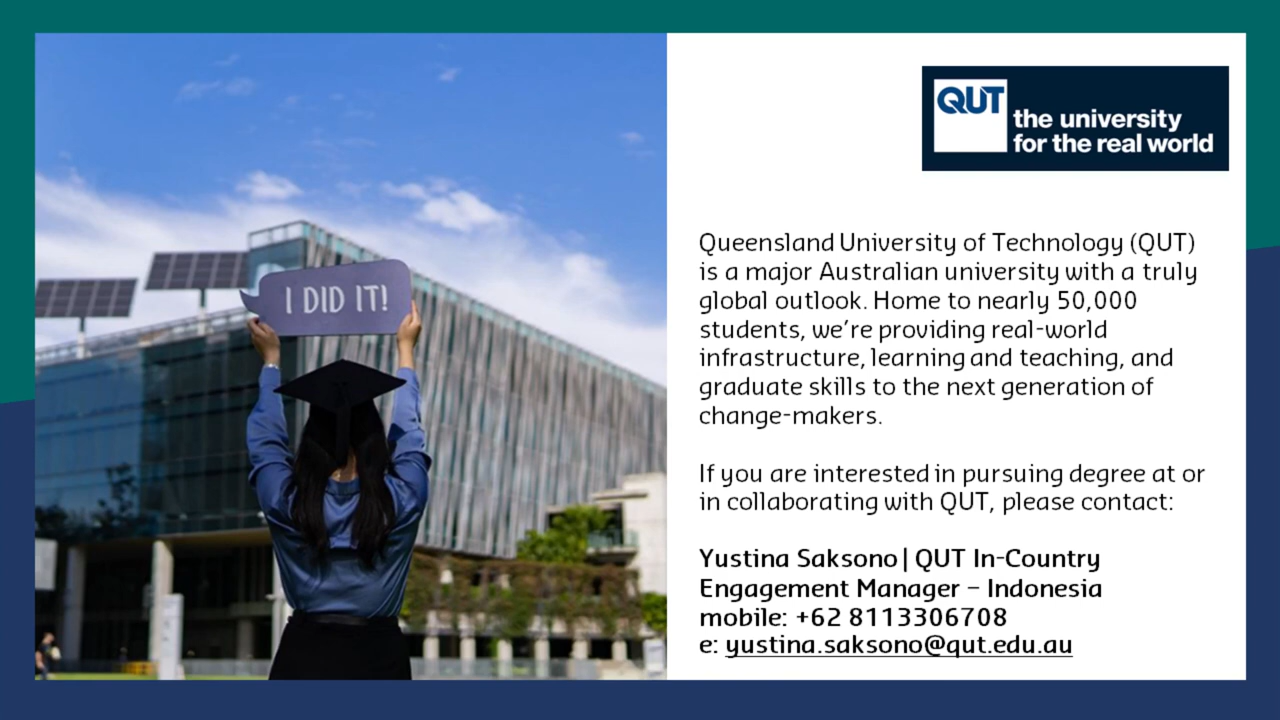 I DID IT!
QUT
the university
for the real world
Queensland University of Technology (QUT)
is a major Australian university with a truly
global outlook. Home to nearly 50,000
students, we're providing real-world
infrastructure, learning and teaching, and
graduate skills to the next generation of
change-makers.
If you are interested in pursuing degree at or
in collaborating with QUT, please contact:
Yustina Saksono| QUT In-Country
Engagement Manager – Indonesia
mobile: +62 8113306708
e: yustina.saksono@qut.edu.au